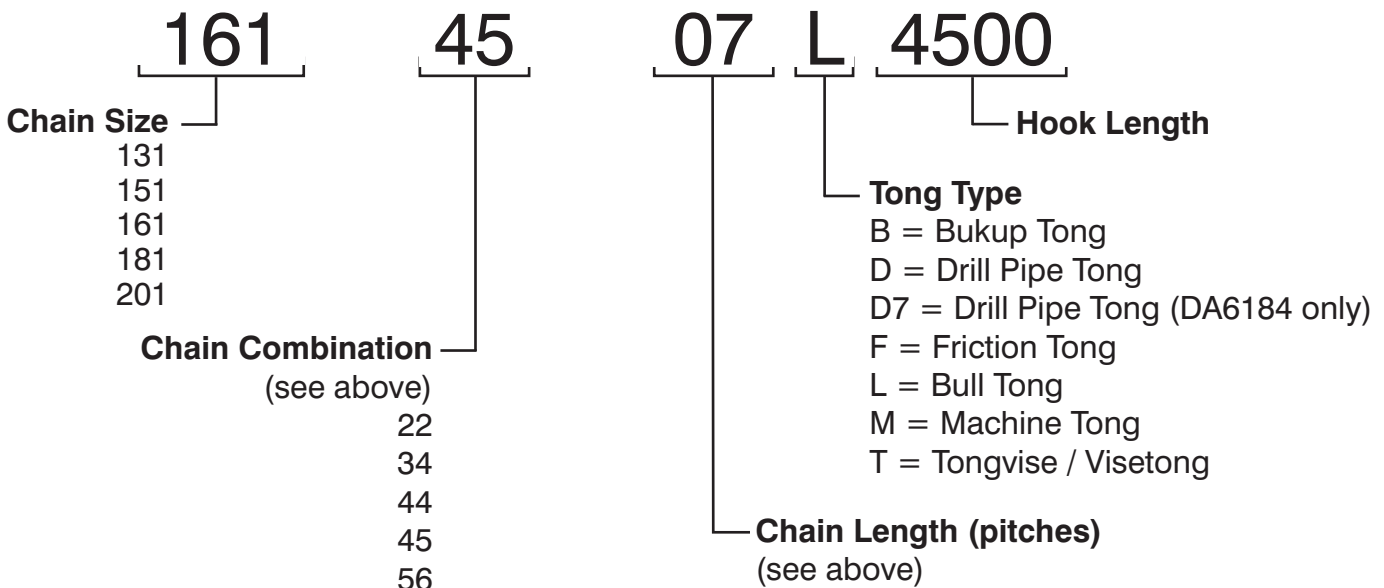 161 45 07 L 4500
Chain Size
131
151
161
181
201
Chain Combination
(see above)
22
34
44
45
56
Hook Length
Tong Type
B = Bukup Tong
D = Drill Pipe Tong
D7 = Drill Pipe Tong (DA6184 only)
F = Friction Tong
L = Bull Tong
M = Machine Tong
T = Tongvise / Visetong
Chain Length (pitches)
(see above)